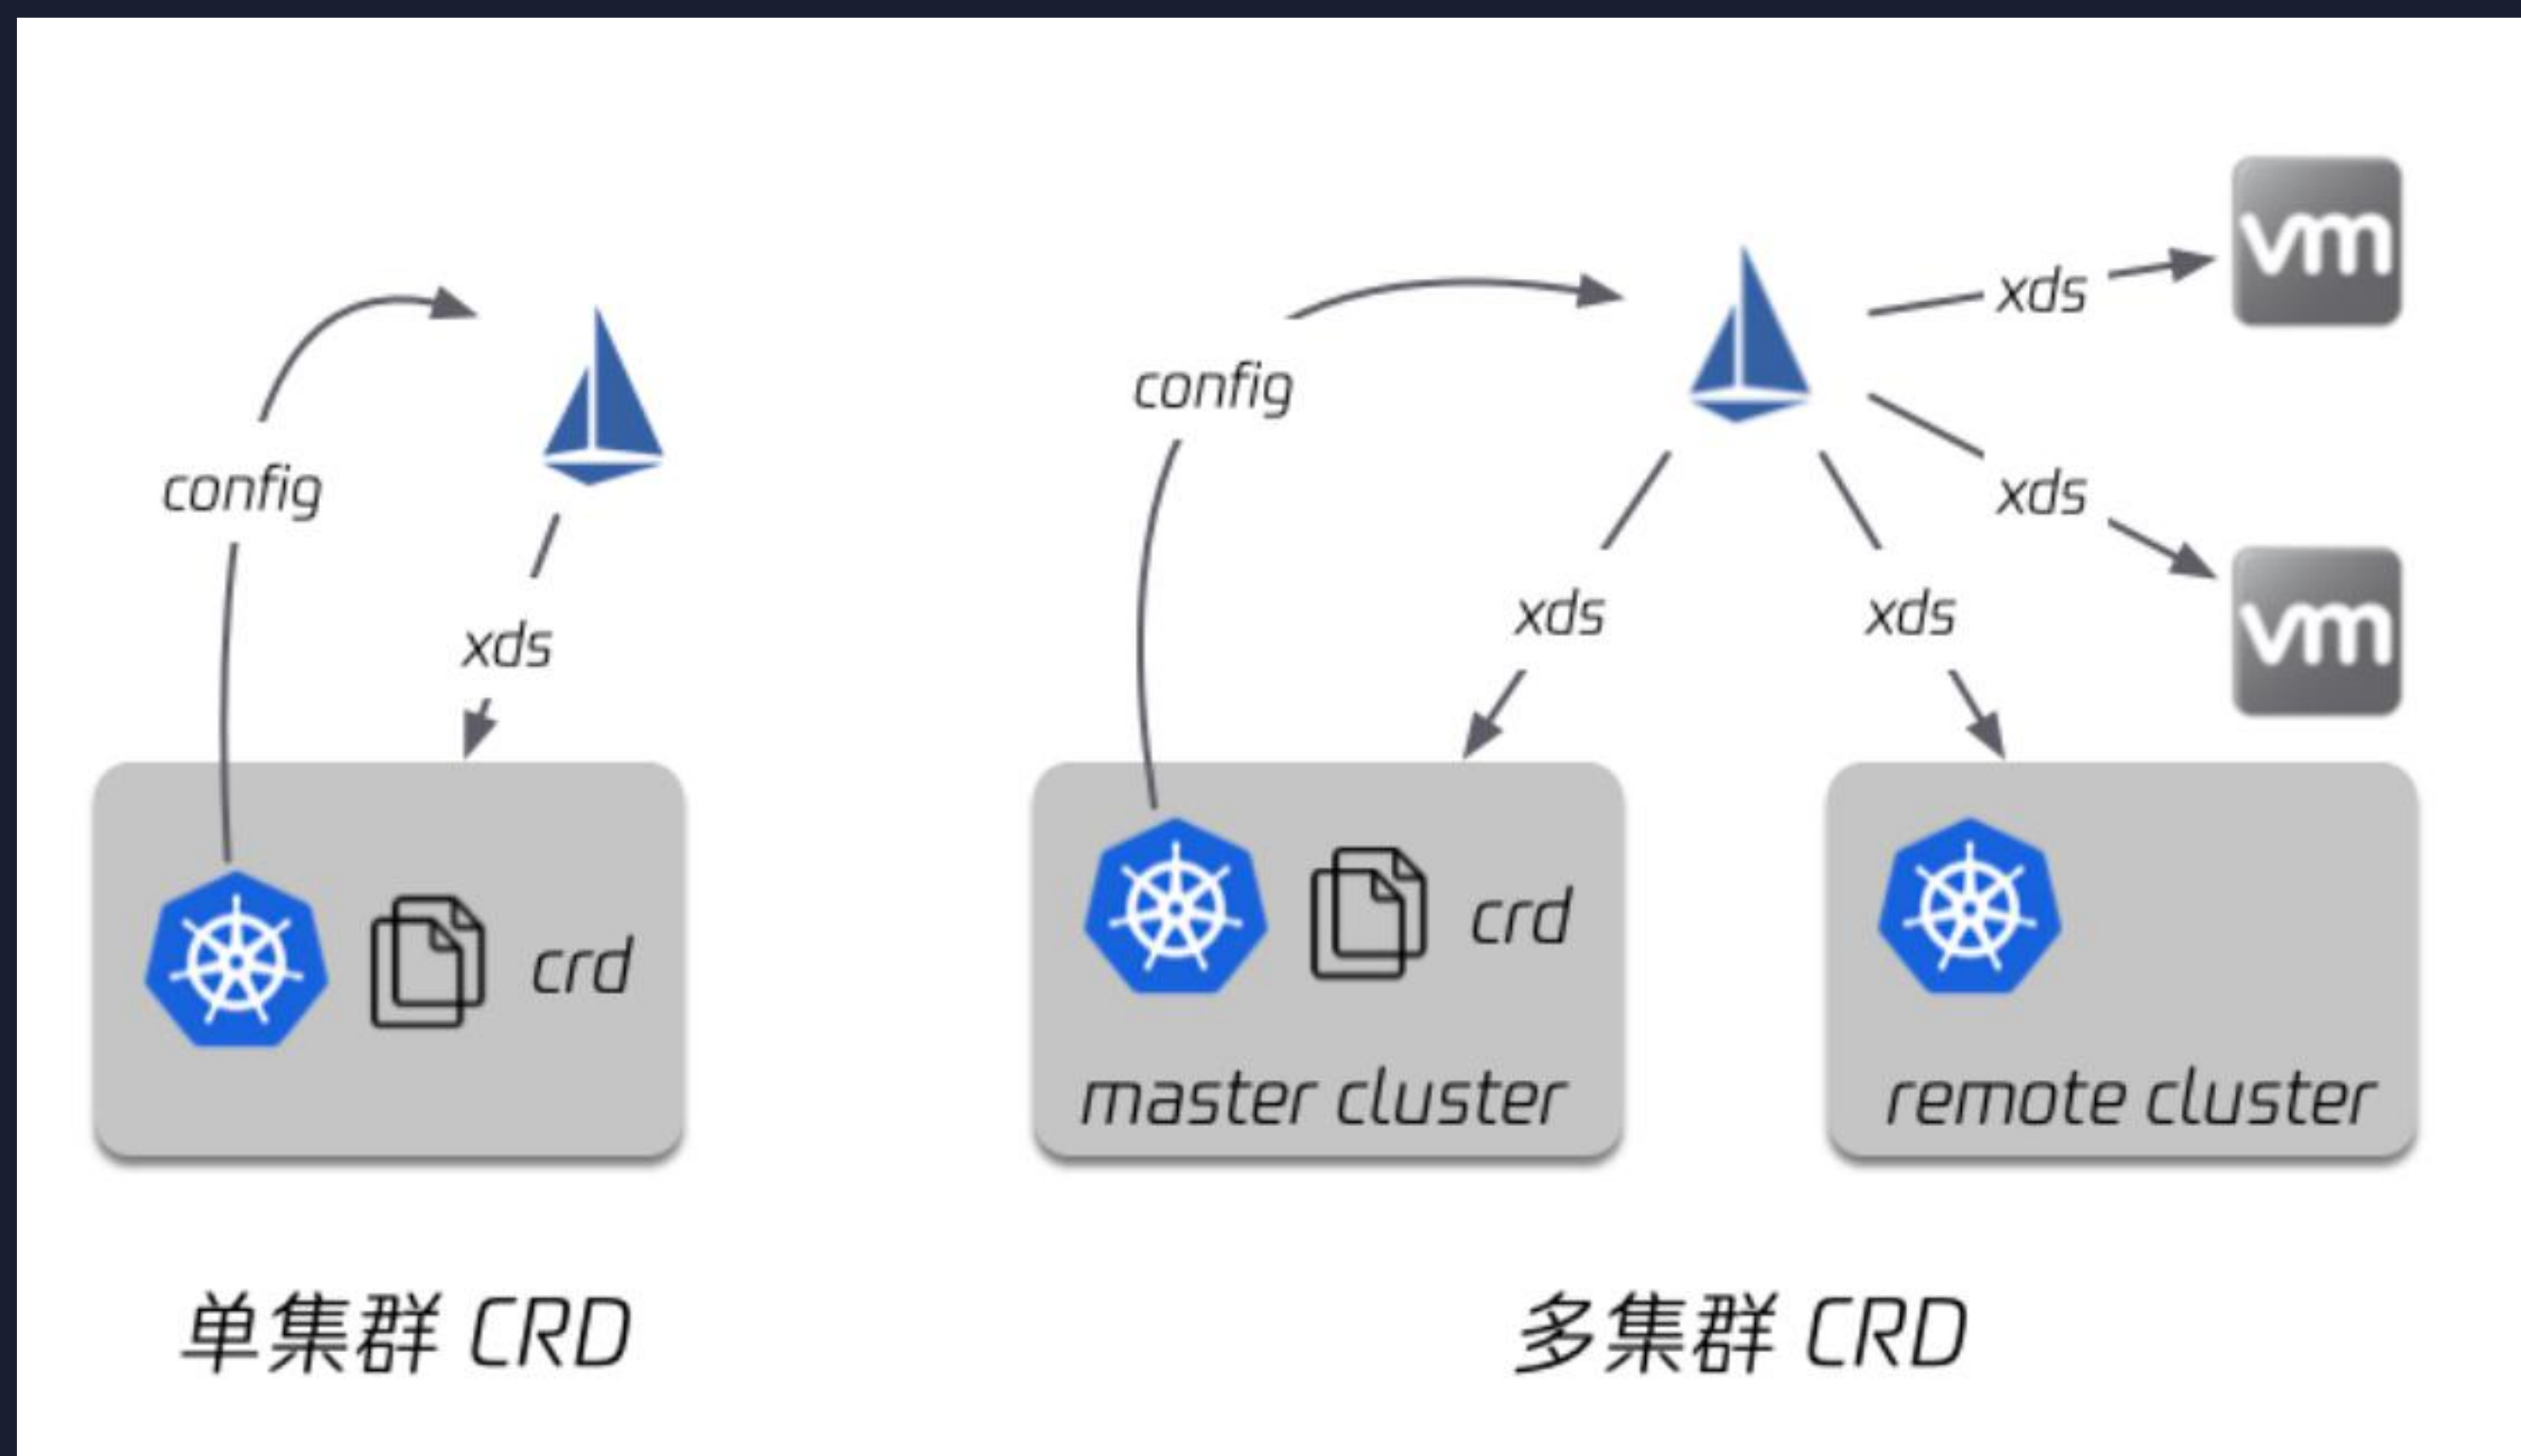 config
xds
crd
单集群 CRD
config
xds
vm
xds
vm
xds
xds
crd
master cluster
remote cluster
多集群 CRD